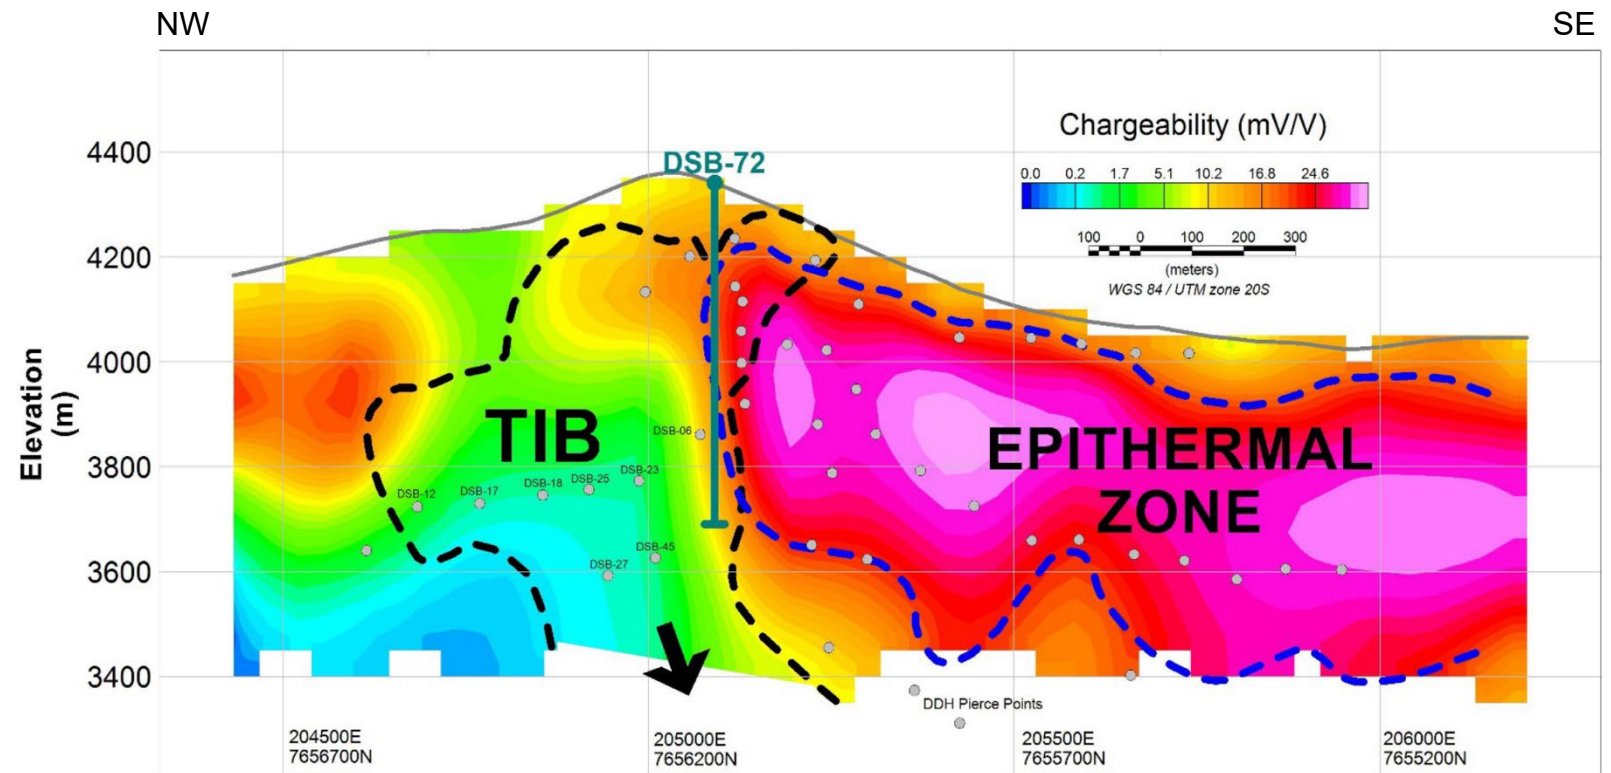 NW
SE
Chargeability (mV/V)
0.0 0.2 1.7 5.1 10.2 16.8 24.6
100 0 100 200 300
(meters)
WGS 84 / UTM zone 20S
DSB-72
4400
4200
4000
3800
3600
3400
Elevation
(m)
TIB
EPITHERMAL
ZONE
DSB-06
DSB-23
DSB-25
DSB-18
DSB-17
DSB-12
DSB-45
DSB-27
DDH Pierce Points
204500E
7656700N
205000E
7656200N
205500E
7655700N
206000E
7655200N